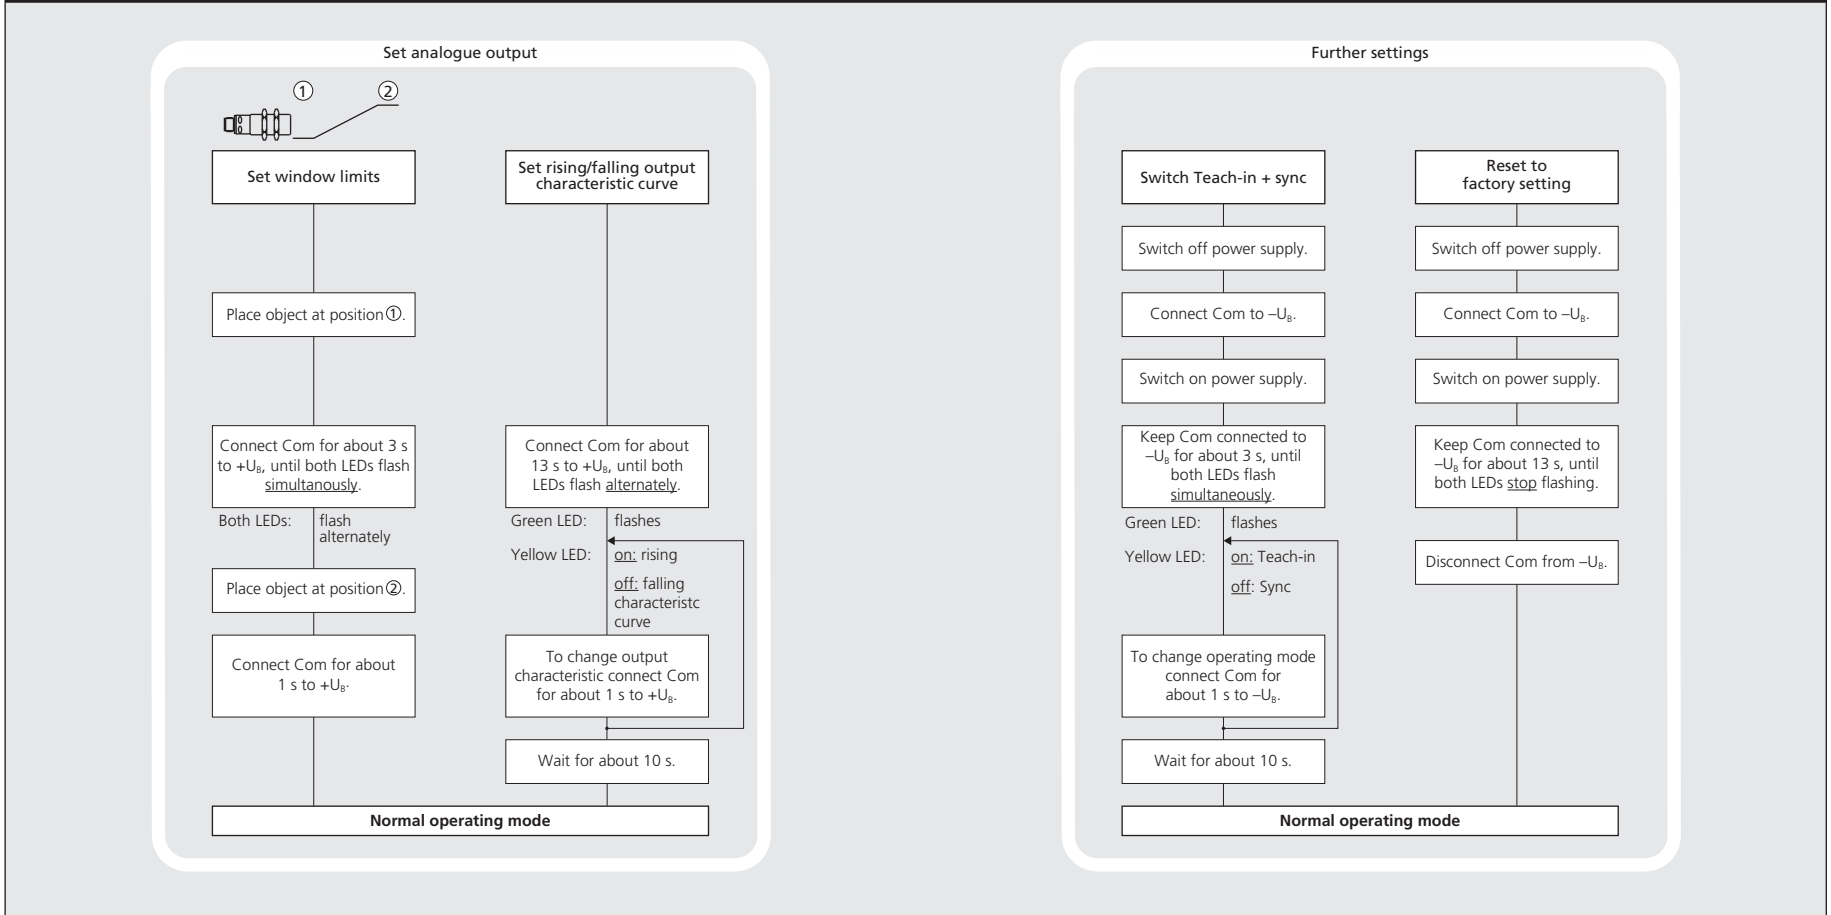 Set analogue output
① ②
Set window limits
Place object at position ①.
Connect Com for about 3 s
to +U_B, until both LEDs flash
simultanously.
Both LEDs: flash
alternately
Place object at position ②.
Connect Com for about
1 s to +U_B.
Set rising/falling output
characteristic curve
Connect Com for about
13 s to +U_B, until both
LEDs flash alternately.
Green LED: flashes
Yellow LED: on: rising
off: falling
characteristc
curve
To change output
characteristic connect Com
for about 1 s to +U_B.
Wait for about 10 s.
Normal operating mode
Further settings
Switch Teach-in + sync
Switch off power supply.
Connect Com to –U_B.
Switch on power supply.
Keep Com connected to
–U_B for about 3 s, until
both LEDs flash
simultaneously.
Green LED: flashes
Yellow LED: on: Teach-in
off: Sync
To change operating mode
connect Com for
about 1 s to –U_B.
Wait for about 10 s.
Reset to
factory setting
Switch off power supply.
Connect Com to –U_B.
Switch on power supply.
Keep Com connected to
–U_B for about 13 s, until
both LEDs stop flashing.
Disconnect Com from –U_B.
Normal operating mode